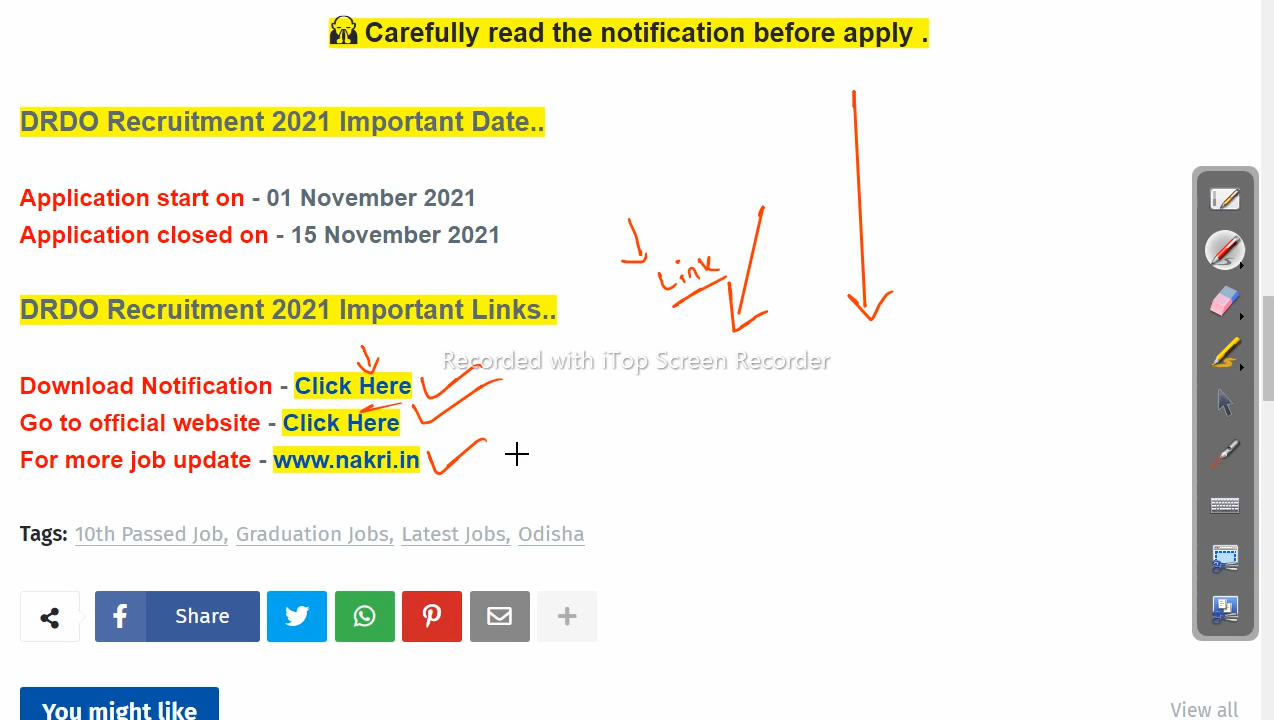 Carefully read the notification before apply .
DRDO Recruitment 2021 Important Date..
Application start on - 01 November 2021
Application closed on - 15 November 2021
Link
DRDO Recruitment 2021 Important Links..
Recorded with iTop Screen Recorder
Download Notification - Click Here
Go to official website - Click Here
For more job update - www.nakri.in
Tags: 10th Passed Job, Graduation Jobs, Latest Jobs, Odisha
Share
You might like
View all